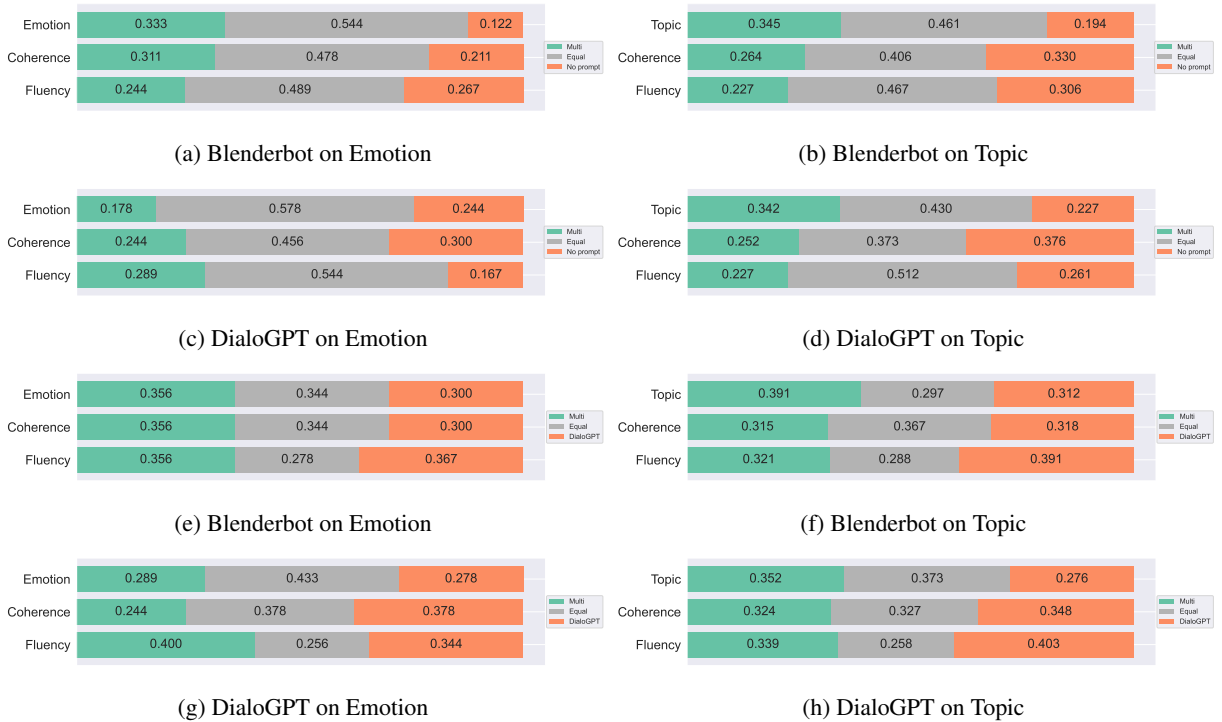 Emotion 0.333 0.544 0.122
Coherence 0.311 0.478 0.211
Fluency 0.244 0.489 0.267
Multi
Equal
No prompt
(a) Blenderbot on Emotion
Topic 0.345 0.461 0.194
Coherence 0.264 0.406 0.330
Fluency 0.227 0.467 0.306
Multi
Equal
No prompt
(b) Blenderbot on Topic
Emotion 0.178 0.578 0.244
Coherence 0.244 0.456 0.300
Fluency 0.289 0.544 0.167
Multi
Equal
No prompt
(c) DialoGPT on Emotion
Topic 0.342 0.430 0.227
Coherence 0.252 0.373 0.376
Fluency 0.227 0.512 0.261
Multi
Equal
No prompt
(d) DialoGPT on Topic
Emotion 0.356 0.344 0.300
Coherence 0.356 0.344 0.300
Fluency 0.356 0.278 0.367
Multi
Equal
DialoGPT
(e) Blenderbot on Emotion
Topic 0.391 0.297 0.312
Coherence 0.315 0.367 0.318
Fluency 0.321 0.288 0.391
Multi
Equal
DialoGPT
(f) Blenderbot on Topic
Emotion 0.289 0.433 0.278
Coherence 0.244 0.378 0.378
Fluency 0.400 0.256 0.344
Multi
Equal
DialoGPT
(g) DialoGPT on Emotion
Topic 0.352 0.373 0.276
Coherence 0.324 0.327 0.348
Fluency 0.339 0.258 0.403
Multi
Equal
DialoGPT
(h) DialoGPT on Topic